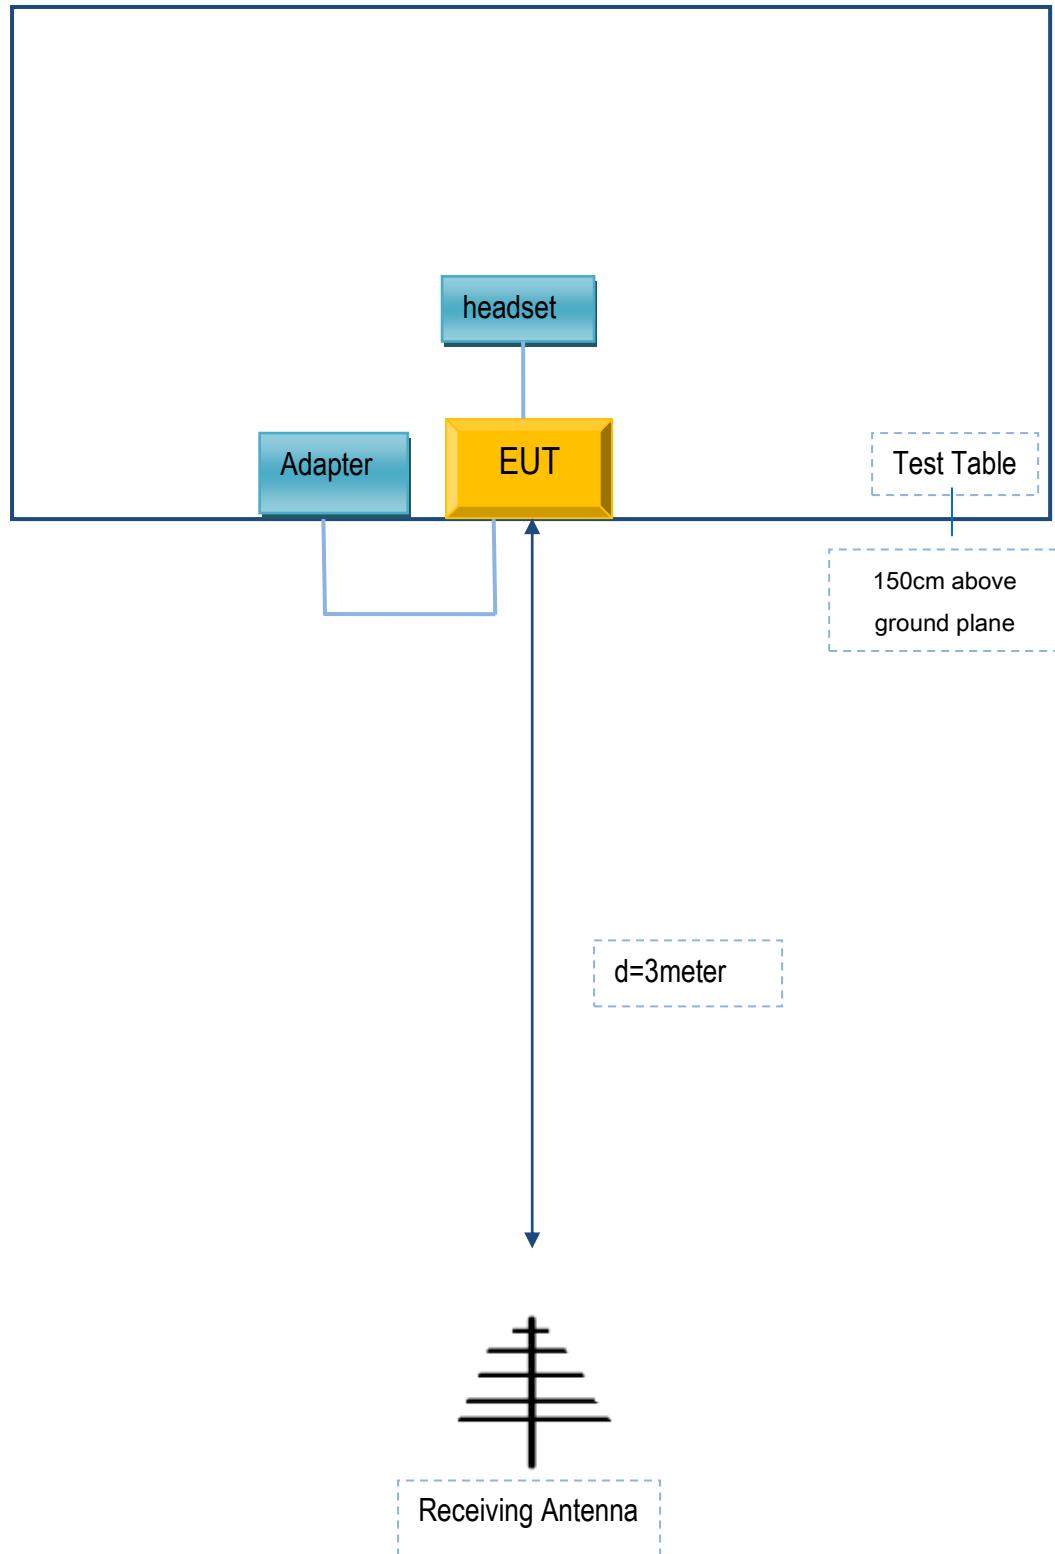 headset
Adapter
EUT
Test Table
150cm above
ground plane
d=3meter
Receiving Antenna